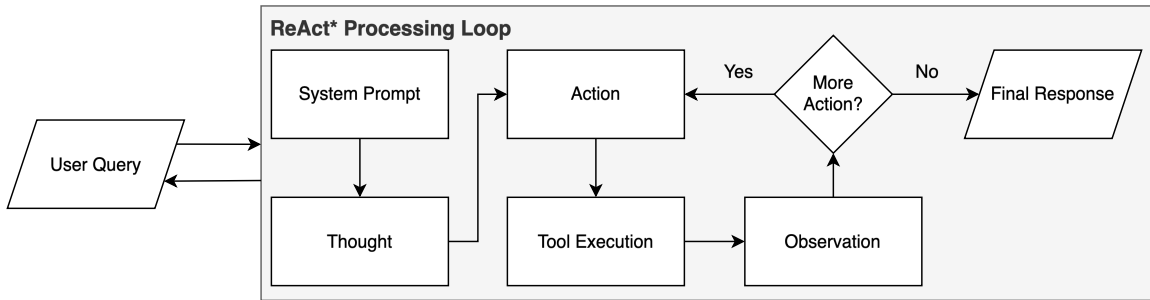 ReAct* Processing Loop
System Prompt
Action
Yes
More
Action?
No
Final Response
User Query
Thought
Tool Execution
Observation